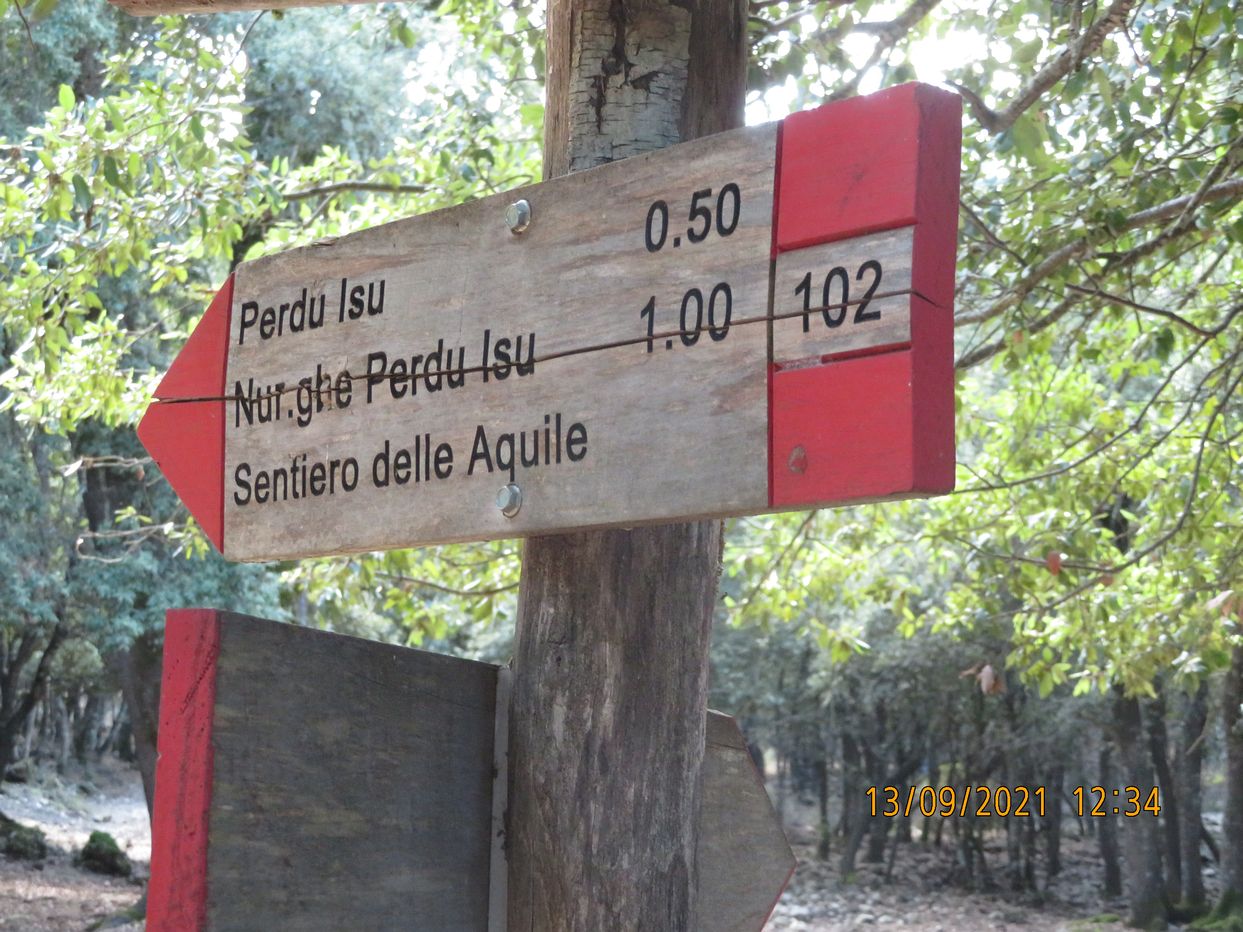 Perdu Isu 0.50
Nur.ghe Perdu Isu 1.00
Sentiero delle Aquile
102
13/09/2021 12:34